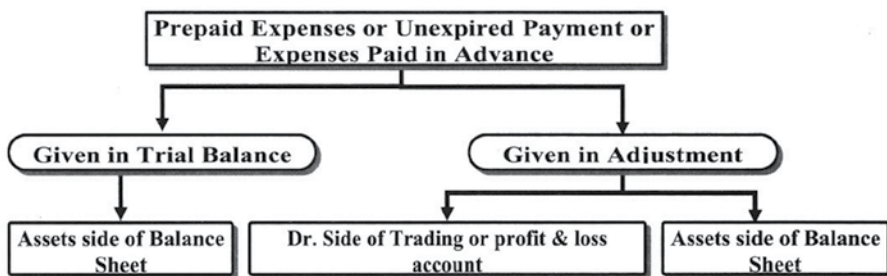 Prepaid Expenses or Unexpired Payment or
Expenses Paid in Advance
Given in Trial Balance
Given in Adjustment
Assets side of Balance
Sheet
Dr. Side of Trading or profit & loss
account
Assets side of Balance
Sheet